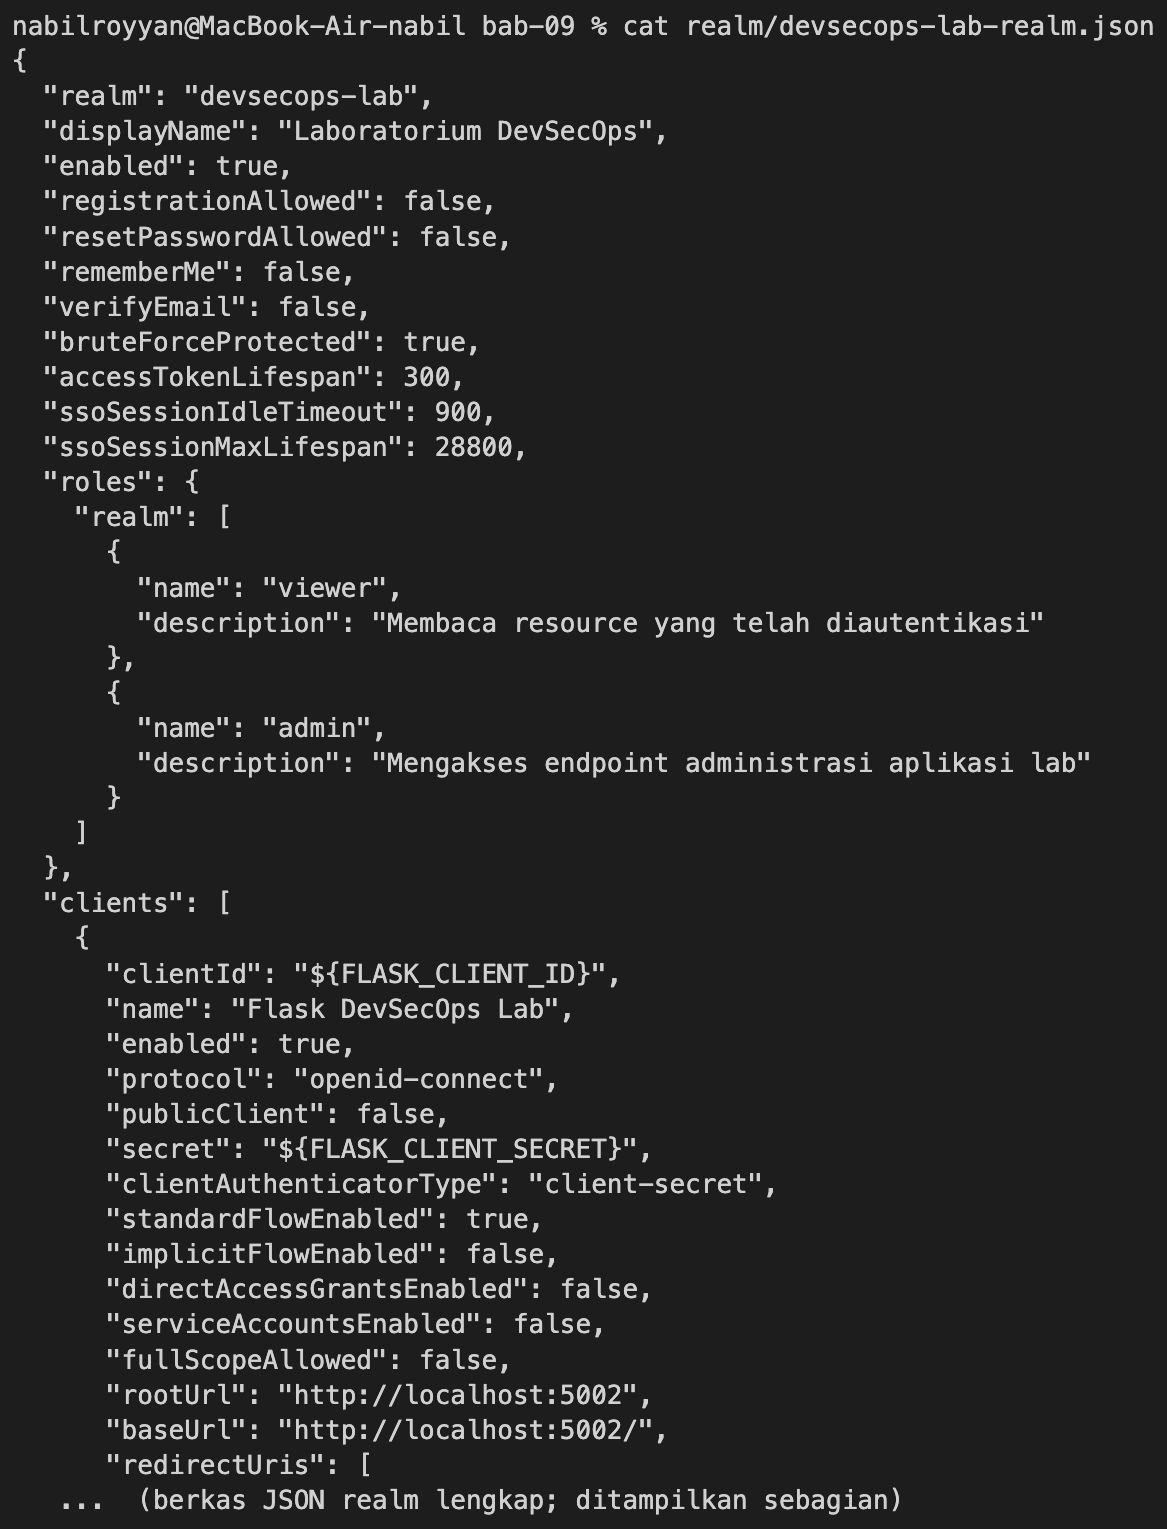 nabilroyyan@MacBook-Air-nabil bab-09 % cat realm/devsecops-lab-realm.json
{
  "realm": "devsecops-lab",
  "displayName": "Laboratorium DevSecOps",
  "enabled": true,
  "registrationAllowed": false,
  "resetPasswordAllowed": false,
  "rememberMe": false,
  "verifyEmail": false,
  "bruteForceProtected": true,
  "accessTokenLifespan": 300,
  "ssoSessionIdleTimeout": 900,
  "ssoSessionMaxLifespan": 28800,
  "roles": {
    "realm": [
      {
        "name": "viewer",
        "description": "Membaca resource yang telah diautentikasi"
      },
      {
        "name": "admin",
        "description": "Mengakses endpoint administrasi aplikasi lab"
      }
    ]
  },
  "clients": [
    {
      "clientId": "${FLASK_CLIENT_ID}",
      "name": "Flask DevSecOps Lab",
      "enabled": true,
      "protocol": "openid-connect",
      "publicClient": false,
      "secret": "${FLASK_CLIENT_SECRET}",
      "clientAuthenticatorType": "client-secret",
      "standardFlowEnabled": true,
      "implicitFlowEnabled": false,
      "directAccessGrantsEnabled": false,
      "serviceAccountsEnabled": false,
      "fullScopeAllowed": false,
      "rootUrl": "http://localhost:5002",
      "baseUrl": "http://localhost:5002/",
      "redirectUris": [
   ...  (berkas JSON realm lengkap; ditampilkan sebagian)